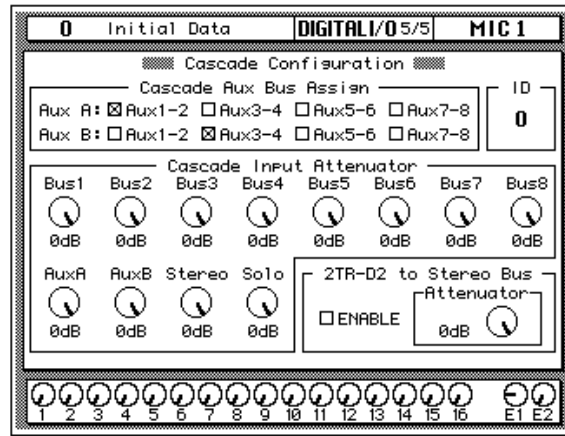 0 Initial Data DIGITAL I/O 5/5 MIC 1
Cascade Configuration
Cascade Aux Bus Assign
ID
Aux A: Aux1-2 Aux3-4 Aux5-6 Aux7-8
Aux B: Aux1-2 Aux3-4 Aux5-6 Aux7-8
0
Cascade Input Attenuator
Bus1 Bus2 Bus3 Bus4 Bus5 Bus6 Bus7 Bus8
0dB 0dB 0dB 0dB 0dB 0dB 0dB 0dB
AuxA AuxB Stereo Solo
0dB 0dB 0dB 0dB
2TR-D2 to Stereo Bus
Attenuator
ENABLE
0dB
1 2 3 4 5 6 7 8 9 10 11 12 13 14 15 16 E1 E2